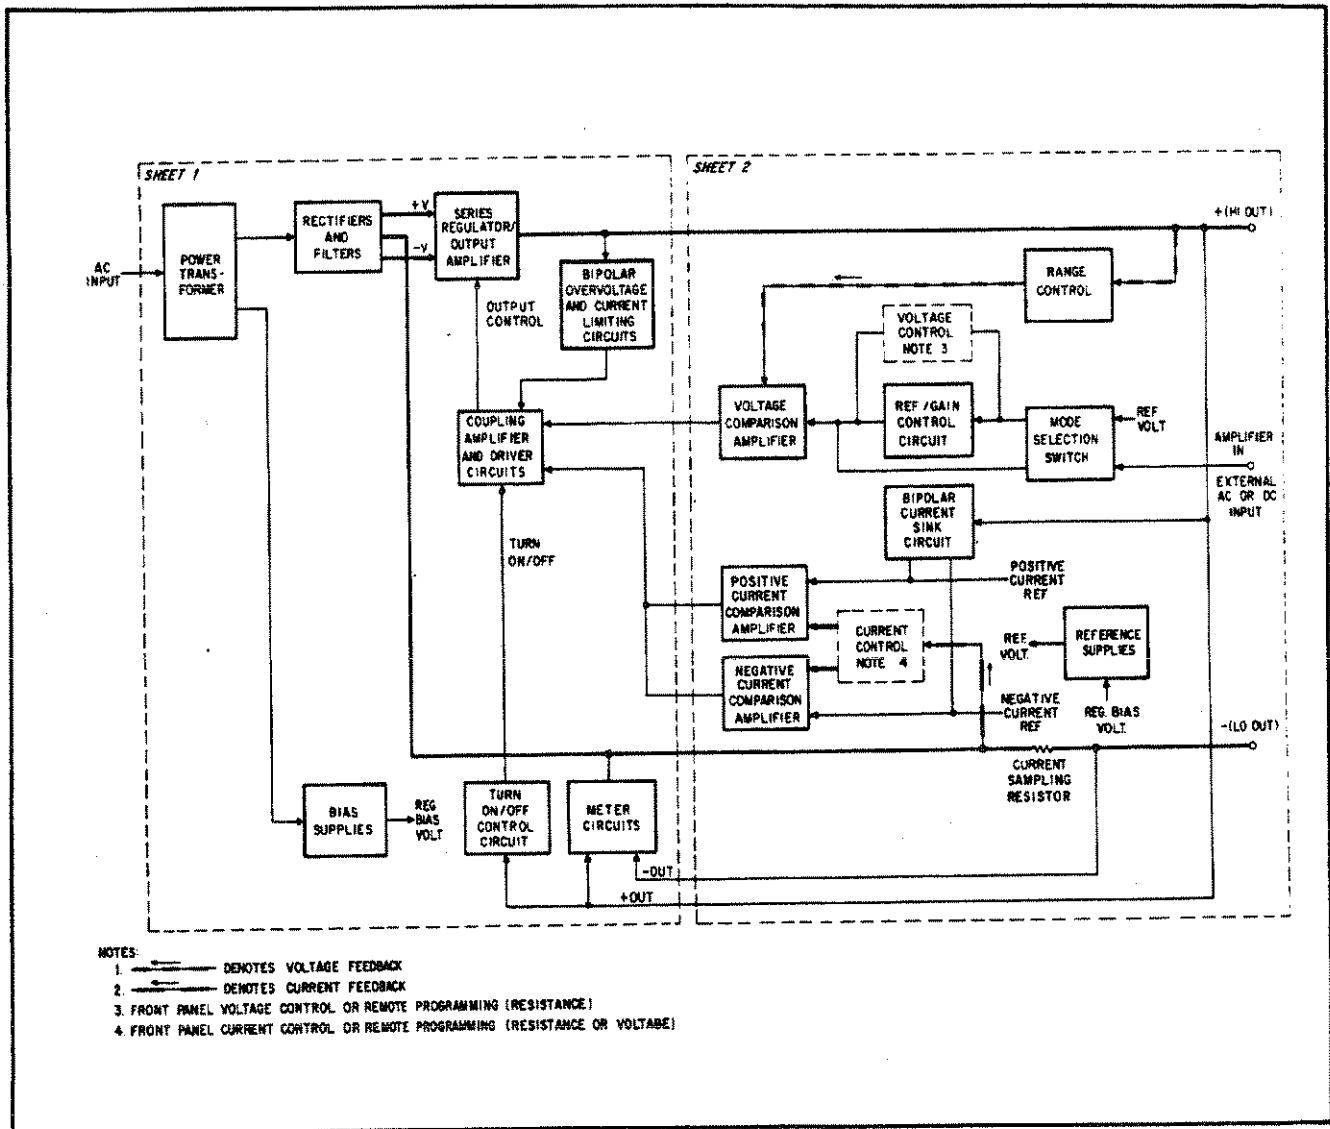 SHEET 1
SHEET 2
AC
INPUT
POWER
TRANS-
FORMER
RECTIFIERS
AND
FILTERS
+V
-V
SERIES
REGULATOR/
OUTPUT
AMPLIFIER
OUTPUT
CONTROL
BIPOLAR
OVERVOLTAGE
AND CURRENT
LIMITING
CIRCUITS
COUPLING
AMPLIFIER
AND DRIVER
CIRCUITS
TURN
ON/OFF
BIAS
SUPPLIES
REG
BIAS
VOLT
TURN
ON/OFF
CONTROL
CIRCUIT
METER
CIRCUITS
-OUT
+OUT
+(HI OUT)
RANGE
CONTROL
VOLTAGE
CONTROL
NOTE 3
VOLTAGE
COMPARISON
AMPLIFIER
REF/GAIN
CONTROL
CIRCUIT
MODE
SELECTION
SWITCH
REF
VOLT
AMPLIFIER
IN
EXTERNAL
AC OR DC
INPUT
BIPOLAR
CURRENT
SINK
CIRCUIT
POSITIVE
CURRENT
COMPARISON
AMPLIFIER
POSITIVE
CURRENT
REF
CURRENT
CONTROL
NOTE 4
REF.
VOLT.
REFERENCE
SUPPLIES
NEGATIVE
CURRENT
COMPARISON
AMPLIFIER
NEGATIVE
CURRENT
REF
REG. BIAS
VOLT.
-(LO OUT)
CURRENT
SAMPLING
RESISTOR
NOTES:
1. DENOTES VOLTAGE FEEDBACK
2. DENOTES CURRENT FEEDBACK
3. FRONT PANEL VOLTAGE CONTROL OR REMOTE PROGRAMMING (RESISTANCE)
4. FRONT PANEL CURRENT CONTROL OR REMOTE PROGRAMMING (RESISTANCE OR VOLTAGE)